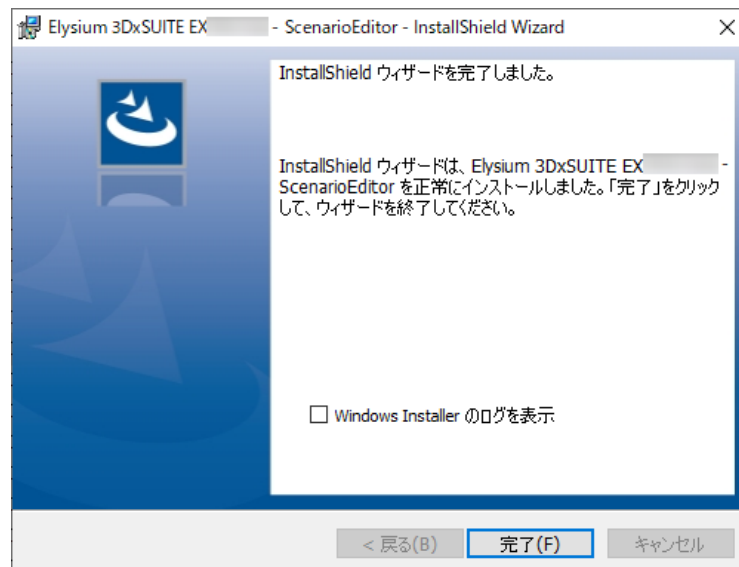 Elysium 3DxSUITE EX - ScenarioEditor - InstallShield Wizard
InstallShield ウィザードを完了しました。
InstallShield ウィザードは、Elysium 3DxSUITE EX -
ScenarioEditor を正常にインストールしました。「完了」をクリック
して、ウィザードを終了してください。
Windows Installer のログを表示
< 戻る(B)
完了(F)
キャンセル